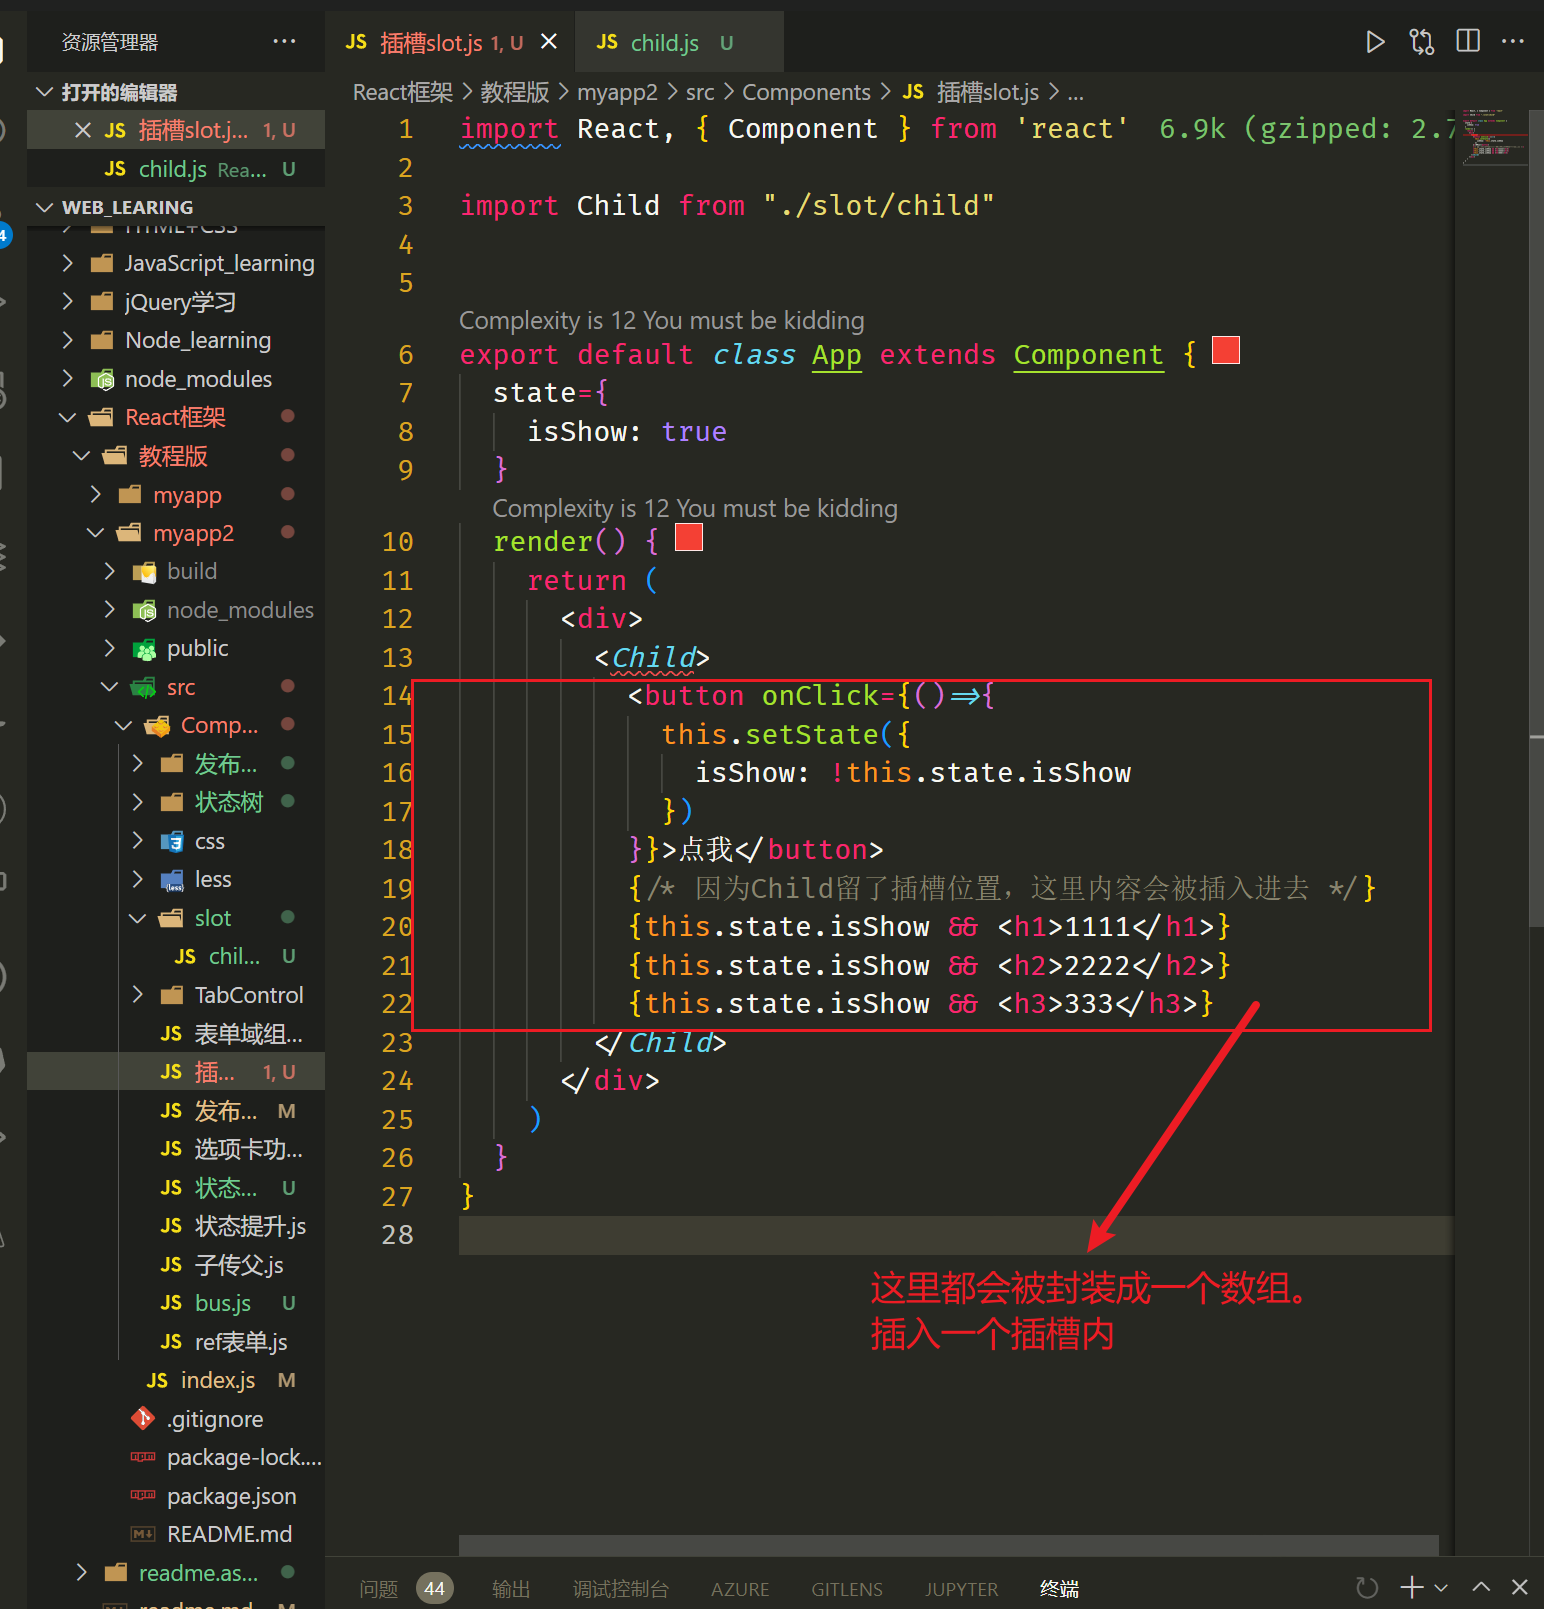 资源管理器
···
打开的编辑器
JS 插槽slot.j... 1, U
JS child.js Rea... U
WEB_LEARING
HTML+CSS
JavaScript_learning
jQuery学习
Node_learning
node_modules
React框架
教程版
myapp
myapp2
build
node_modules
public
src
Comp...
发布...
状态树
css
less
slot
JS chil... U
TabControl
JS 表单域组...
JS 插... 1, U
JS 发布... M
JS 选项卡功...
JS 状态... U
JS 状态提升.js
JS 子传父.js
JS bus.js U
JS ref表单.js
JS index.js M
.gitignore
package-lock....
package.json
README.md
readme.as...
readme.md M
4
JS 插槽slot.js 1, U
JS child.js U
React框架 > 教程版 > myapp2 > src > Components > JS 插槽slot.js > ...
1 import React, { Component } from 'react' 6.9k (gzipped: 2.7
2
3 import Child from "./slot/child"
4
5
Complexity is 12 You must be kidding
6 export default class App extends Component {
7 state={
8 isShow: true
9 }
Complexity is 12 You must be kidding
10 render() {
11 return (
12 <div>
13 <Child>
14 <button onClick={()=>{
15 this.setState({
16 isShow: !this.state.isShow
17 })
18 }}>点我</button>
19 {/* 因为Child留了插槽位置，这里内容会被插入进去 */}
20 {this.state.isShow && <h1>1111</h1>}
21 {this.state.isShow && <h2>2222</h2>}
22 {this.state.isShow && <h3>333</h3>}
23 </Child>
24 </div>
25 )
26 }
27 }
28
这里都会被封装成一个数组。
插入一个插槽内
问题 44 输出 调试控制台 AZURE GITLENS JUPYTER 终端